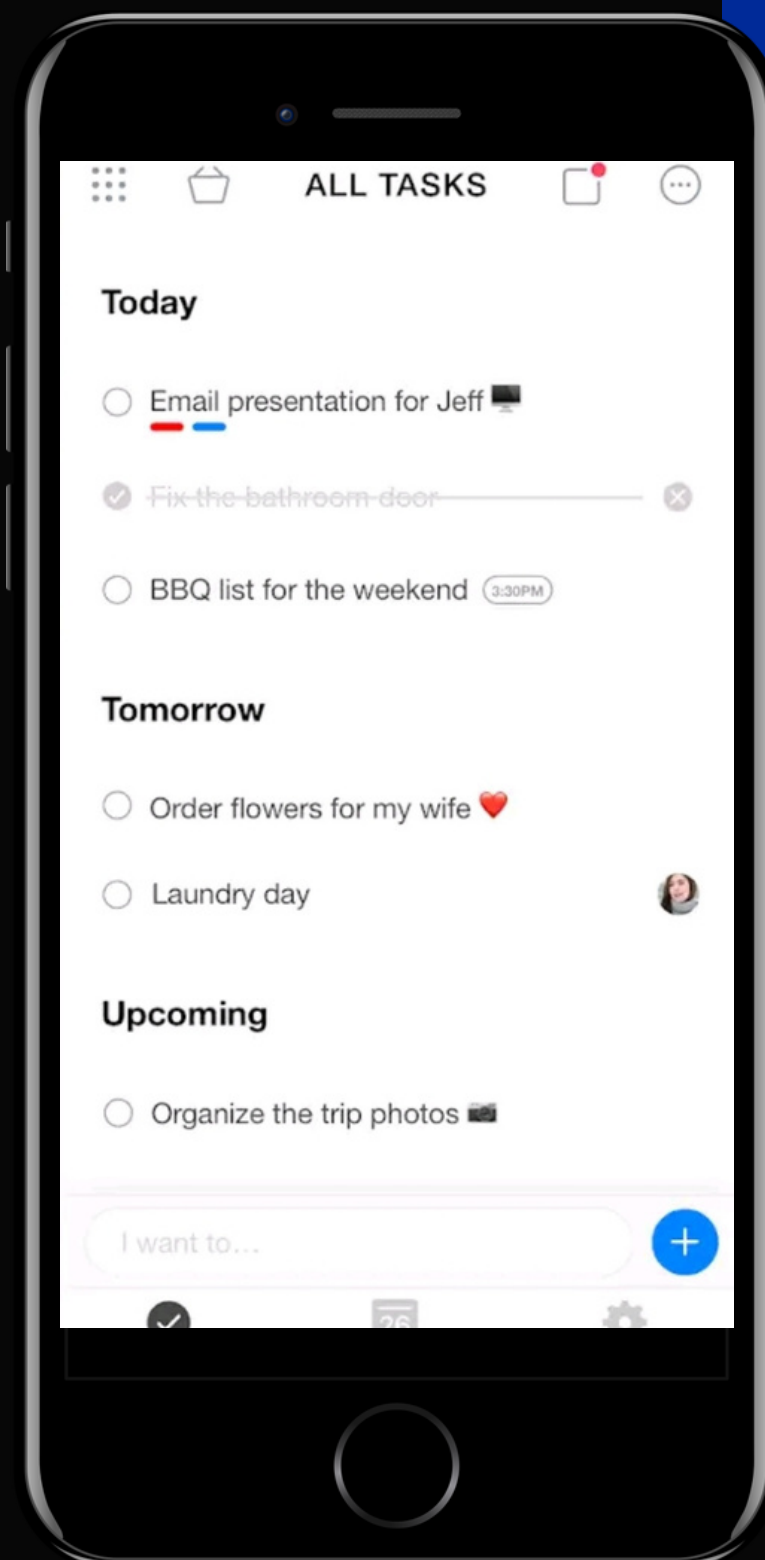 ALL TASKS
Today
Email presentation for Jeff 🖥️
Fix the bathroom door
BBQ list for the weekend 3:30PM
Tomorrow
Order flowers for my wife ❤️
Laundry day
Upcoming
Organize the trip photos 📷
I want to...
26